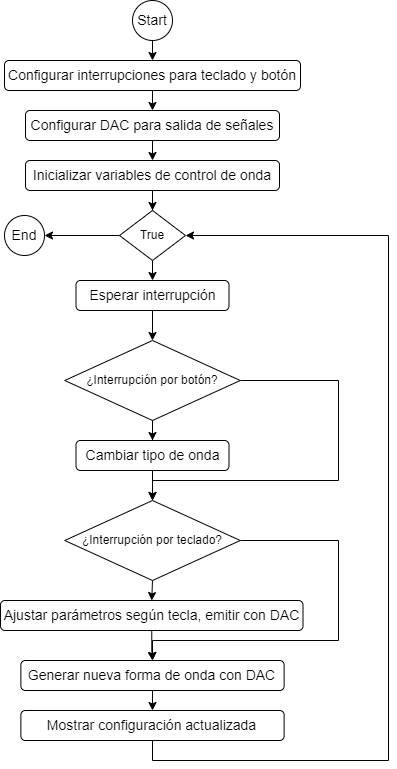 Start
Configurar interrupciones para teclado y botón
Configurar DAC para salida de señales
Inicializar variables de control de onda
End
True
Esperar interrupción
¿Interrupción por botón?
Cambiar tipo de onda
¿Interrupción por teclado?
Ajustar parámetros según tecla, emitir con DAC
Generar nueva forma de onda con DAC
Mostrar configuración actualizada